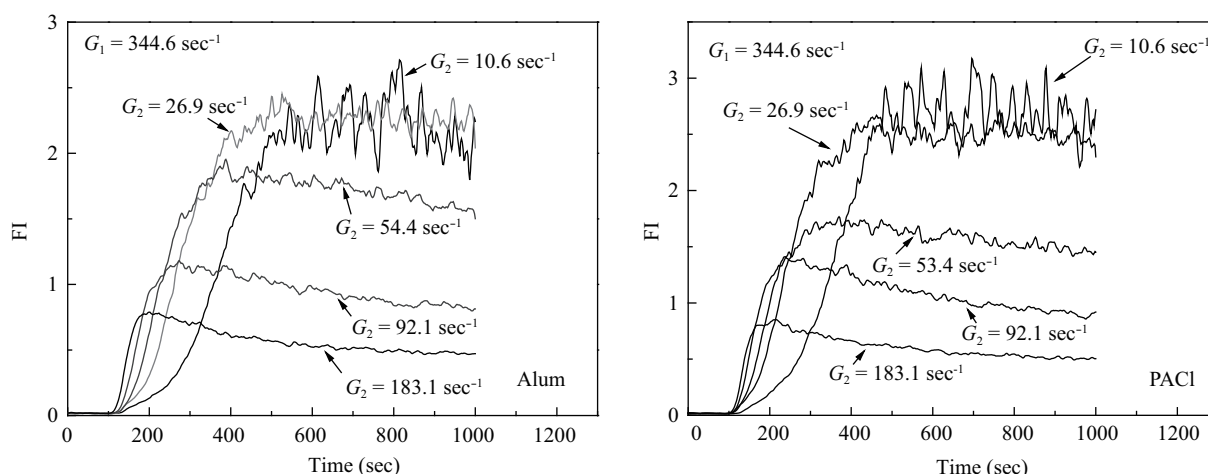 3
2
1
0
FI
G₁ = 344.6 sec⁻¹
G₂ = 10.6 sec⁻¹
G₂ = 26.9 sec⁻¹
G₂ = 54.4 sec⁻¹
G₂ = 92.1 sec⁻¹
G₂ = 183.1 sec⁻¹
Alum
0 200 400 600 800 1000 1200
Time (sec)
3
2
1
0
FI
G₁ = 344.6 sec⁻¹
G₂ = 10.6 sec⁻¹
G₂ = 26.9 sec⁻¹
G₂ = 53.4 sec⁻¹
G₂ = 92.1 sec⁻¹
G₂ = 183.1 sec⁻¹
PACl
0 200 400 600 800 1000 1200
Time (sec)